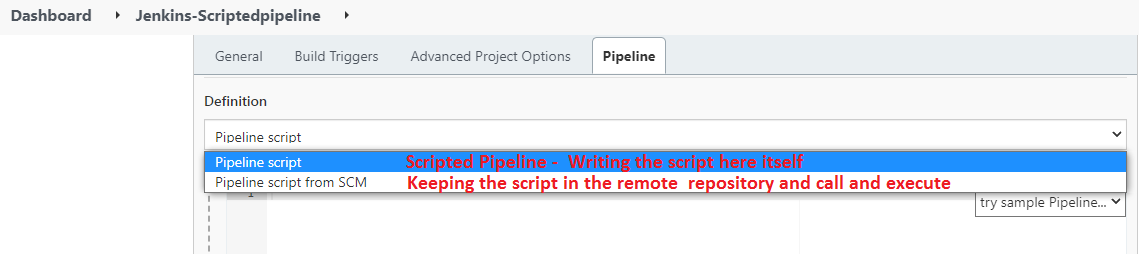 Dashboard Jenkins-Scriptedpipeline
General Build Triggers Advanced Project Options Pipeline
Definition
Pipeline script
Pipeline script Scripted Pipeline - Writing the script here itself
Pipeline script from SCM Keeping the script in the remote repository and call and execute
1
try sample Pipeline...